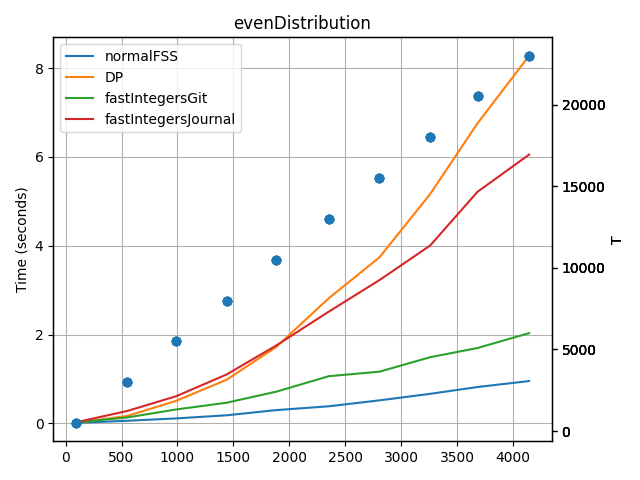 evenDistribution
normalFSS
DP
fastIntegersGit
fastIntegersJournal
Time (seconds)
8
6
4
2
0
20000
15000
10000
5000
0
T
0 500 1000 1500 2000 2500 3000 3500 4000